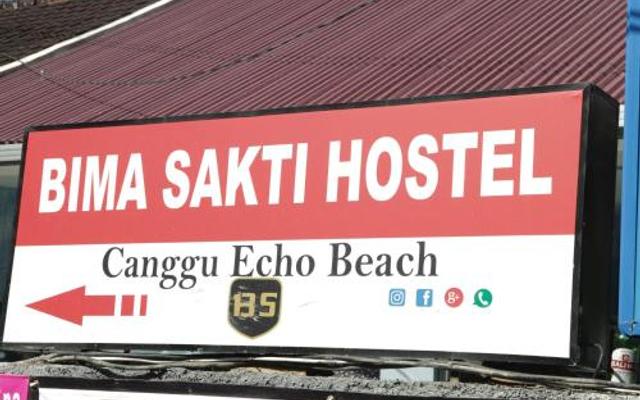 BIMA SAKTI HOSTEL
Canggu Echo Beach
BS